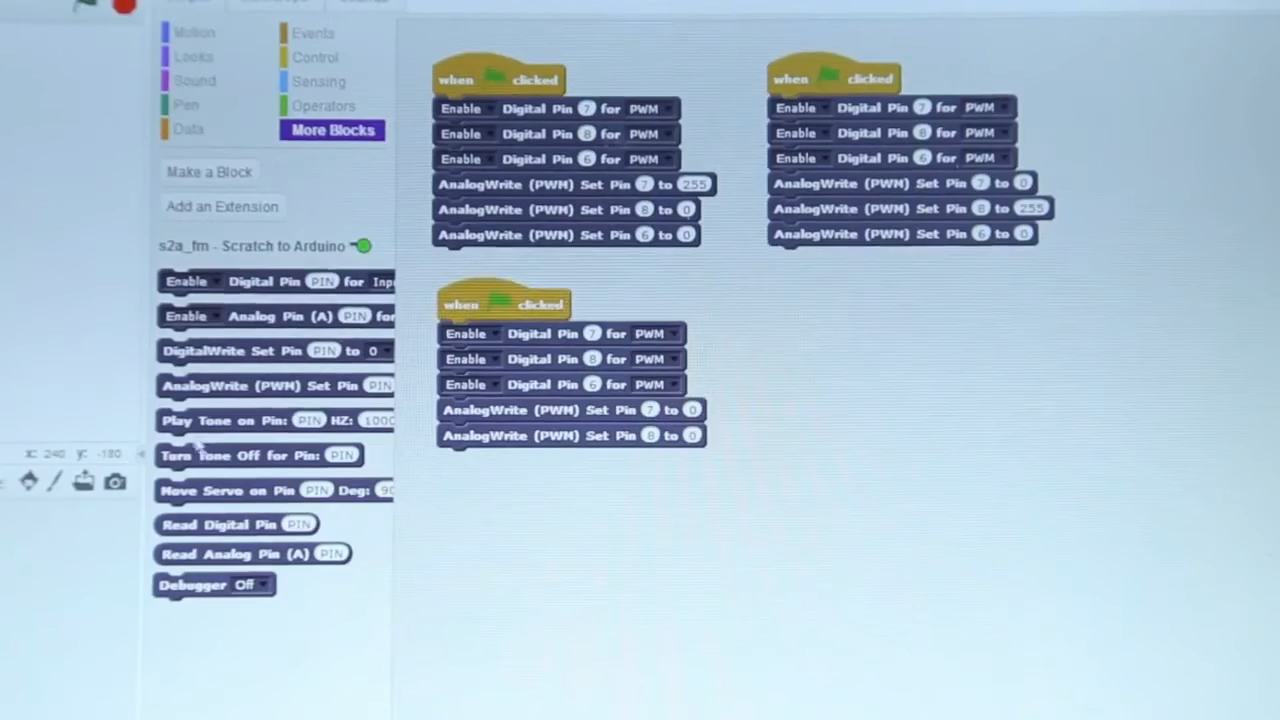 Motion
Events
Looks
Control
Sound
Sensing
Pen
Operators
Data
More Blocks
Make a Block
Add an Extension
s2a_fm - Scratch to Arduino
Enable Digital Pin PIN for Inp
Enable Analog Pin (A) PIN for
DigitalWrite Set Pin PIN to 0
AnalogWrite (PWM) Set Pin PIN
Play Tone on Pin: PIN HZ: 1000
Turn Tone Off for Pin: PIN
Move Servo on Pin PIN Deg: 90
Read Digital Pin PIN
Read Analog Pin (A) PIN
Debugger Off
x: 240 y: -180
when clicked
Enable Digital Pin 7 for PWM
Enable Digital Pin 8 for PWM
Enable Digital Pin 6 for PWM
AnalogWrite (PWM) Set Pin 7 to 255
AnalogWrite (PWM) Set Pin 8 to 0
AnalogWrite (PWM) Set Pin 6 to 0
when clicked
Enable Digital Pin 7 for PWM
Enable Digital Pin 8 for PWM
Enable Digital Pin 6 for PWM
AnalogWrite (PWM) Set Pin 7 to 0
AnalogWrite (PWM) Set Pin 8 to 255
AnalogWrite (PWM) Set Pin 6 to 0
when clicked
Enable Digital Pin 7 for PWM
Enable Digital Pin 8 for PWM
Enable Digital Pin 6 for PWM
AnalogWrite (PWM) Set Pin 7 to 0
AnalogWrite (PWM) Set Pin 8 to 0